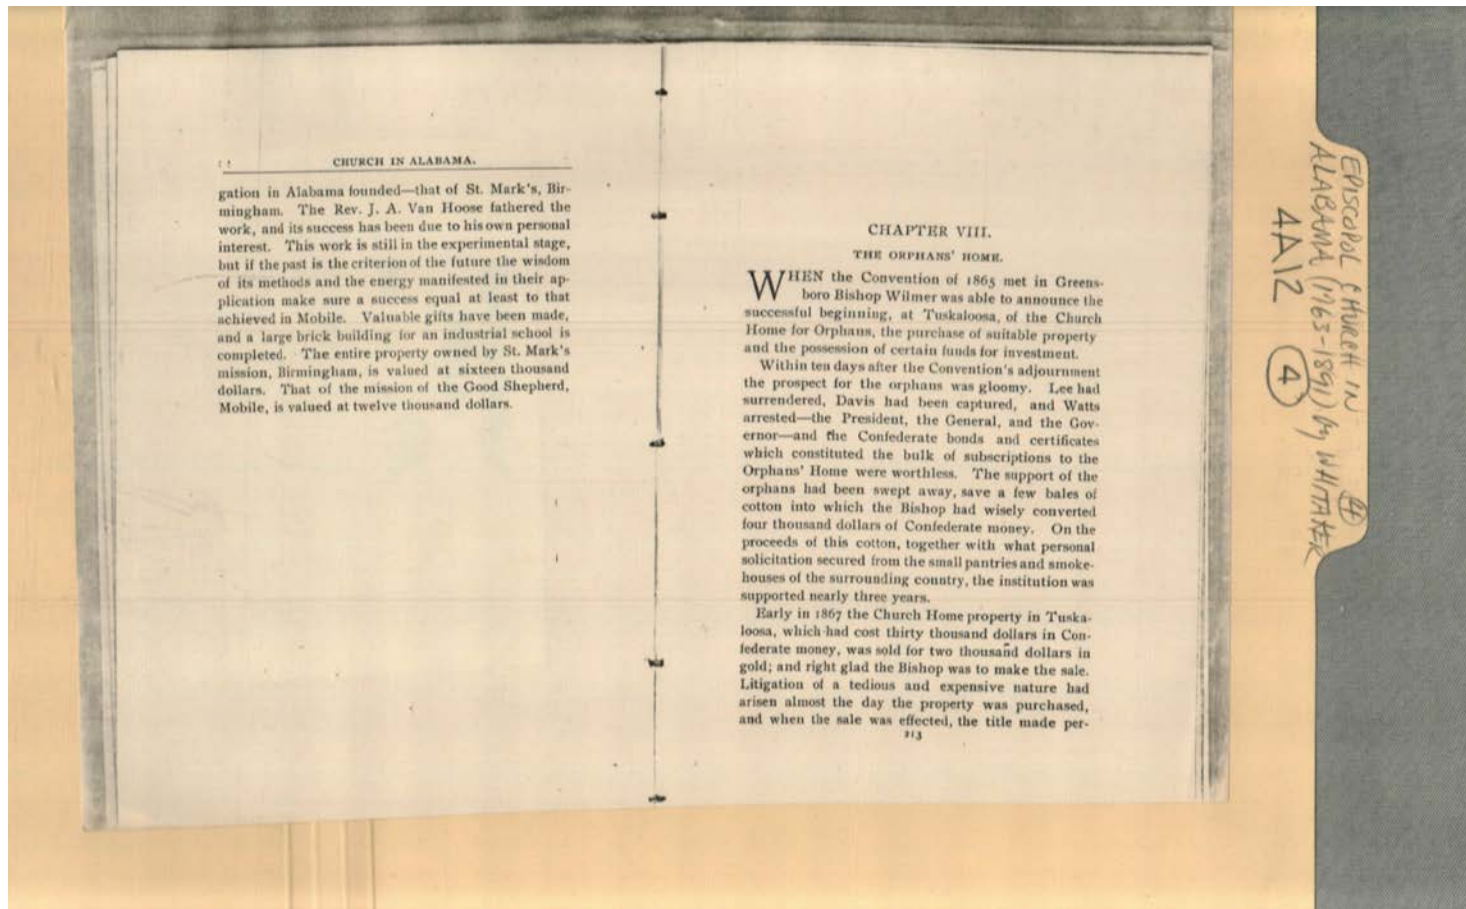 CHURCH IN ALABAMA.
gation in Alabama founded—that of St. Mark's, Bir-
mingham. The Rev. J. A. Van Hoose fathered the
work, and its success has been due to his own personal
interest. This work is still in the experimental stage,
but if the past is the criterion of the future the wisdom
of its methods and the energy manifested in their ap-
plication make sure a success equal at least to that
achieved in Mobile. Valuable gifts have been made,
and a large brick building for an industrial school is
completed. The entire property owned by St. Mark's
mission, Birmingham, is valued at sixteen thousand
dollars. That of the mission of the Good Shepherd,
Mobile, is valued at twelve thousand dollars.
CHAPTER VIII.
THE ORPHANS' HOME.
WHEN the Convention of 1865 met in Greens-
boro Bishop Wilmer was able to announce the
successful beginning, at Tuskaloosa, of the Church
Home for Orphans, the purchase of suitable property
and the possession of certain funds for investment.
Within ten days after the Convention's adjournment
the prospect for the orphans was gloomy. Lee had
surrendered, Davis had been captured, and Watts
arrested—the President, the General, and the Gov-
ernor—and the Confederate bonds and certificates
which constituted the bulk of subscriptions to the
Orphans' Home were worthless. The support of the
orphans had been swept away, save a few bales of
cotton into which the Bishop had wisely converted
four thousand dollars of Confederate money. On the
proceeds of this cotton, together with what personal
solicitation secured from the small pantries and smoke-
houses of the surrounding country, the institution was
supported nearly three years.
Early in 1867 the Church Home property in Tuska-
loosa, which had cost thirty thousand dollars in Con-
federate money, was sold for two thousand dollars in
gold; and right glad the Bishop was to make the sale.
Litigation of a tedious and expensive nature had
arisen almost the day the property was purchased,
and when the sale was effected, the title made per-
213
EPISCOPOL CHURCH IN (4)
ALABAMA (1763-1891) by WHITAKER
4A12 (4)